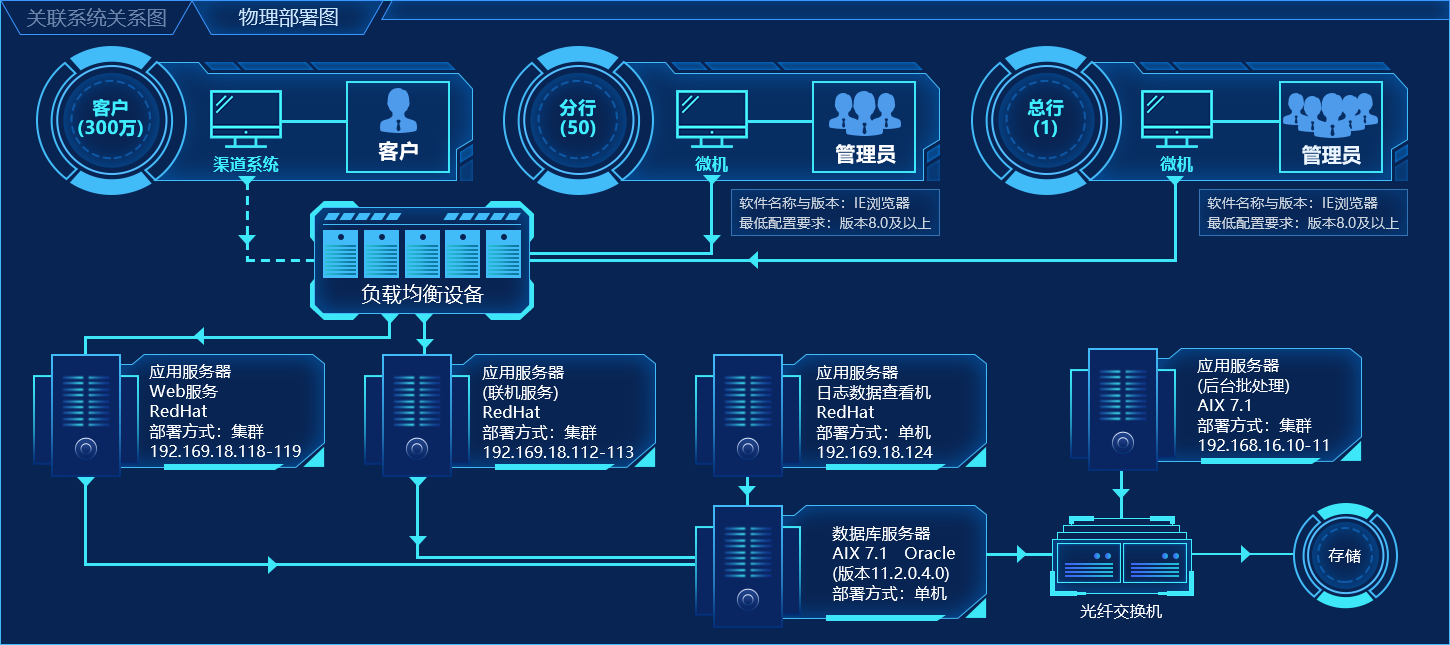 关联系统关系图
物理部署图
客户
(300万)
渠道系统
客户
分行
(50)
微机
管理员
软件名称与版本：IE浏览器
最低配置要求：版本8.0及以上
总行
(1)
微机
管理员
软件名称与版本：IE浏览器
最低配置要求：版本8.0及以上
负载均衡设备
应用服务器
Web服务
RedHat
部署方式：集群
192.169.18.118-119
应用服务器
(联机服务)
RedHat
部署方式：集群
192.169.18.112-113
应用服务器
日志数据查看机
RedHat
部署方式：单机
192.169.18.124
应用服务器
(后台批处理)
AIX 7.1
部署方式：集群
192.168.16.10-11
数据库服务器
AIX 7.1 Oracle
(版本11.2.0.4.0)
部署方式：单机
光纤交换机
存储